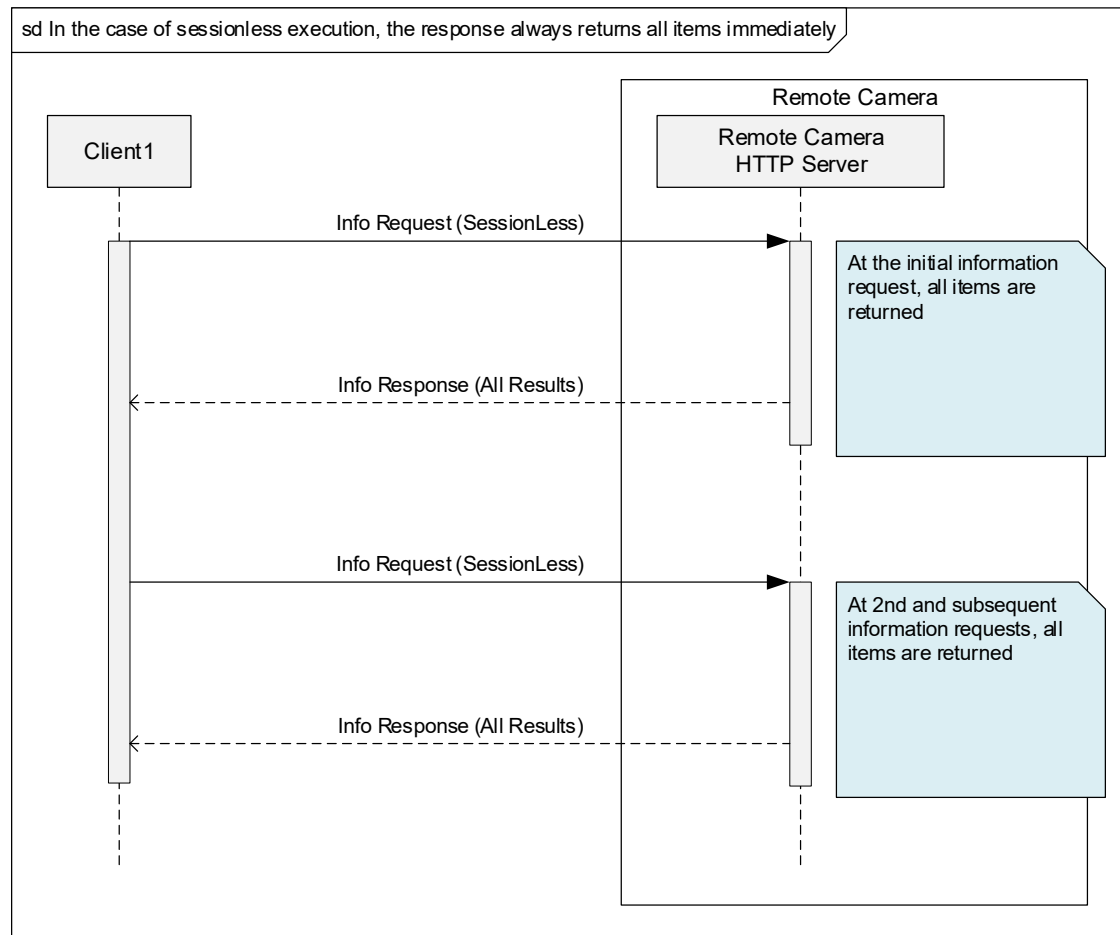 sd In the case of sessionless execution, the response always returns all items immediately
Remote Camera
Client1
Remote Camera
HTTP Server
Info Request (SessionLess)
At the initial information
request, all items are
returned
Info Response (All Results)
Info Request (SessionLess)
At 2nd and subsequent
information requests, all
items are returned
Info Response (All Results)